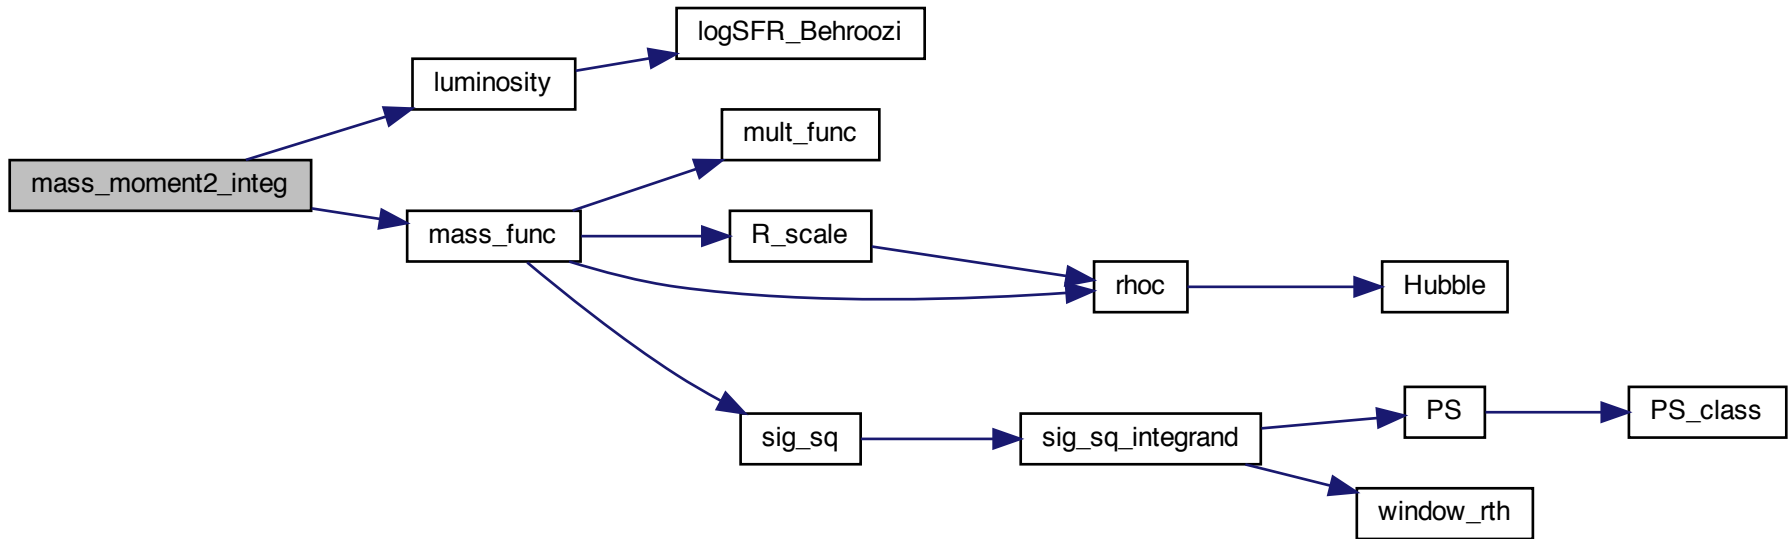 logSFR_Behroozi
luminosity
mult_func
mass_moment2_integ
mass_func
R_scale
rhoc
Hubble
PS
PS_class
sig_sq
sig_sq_integrand
window_rth